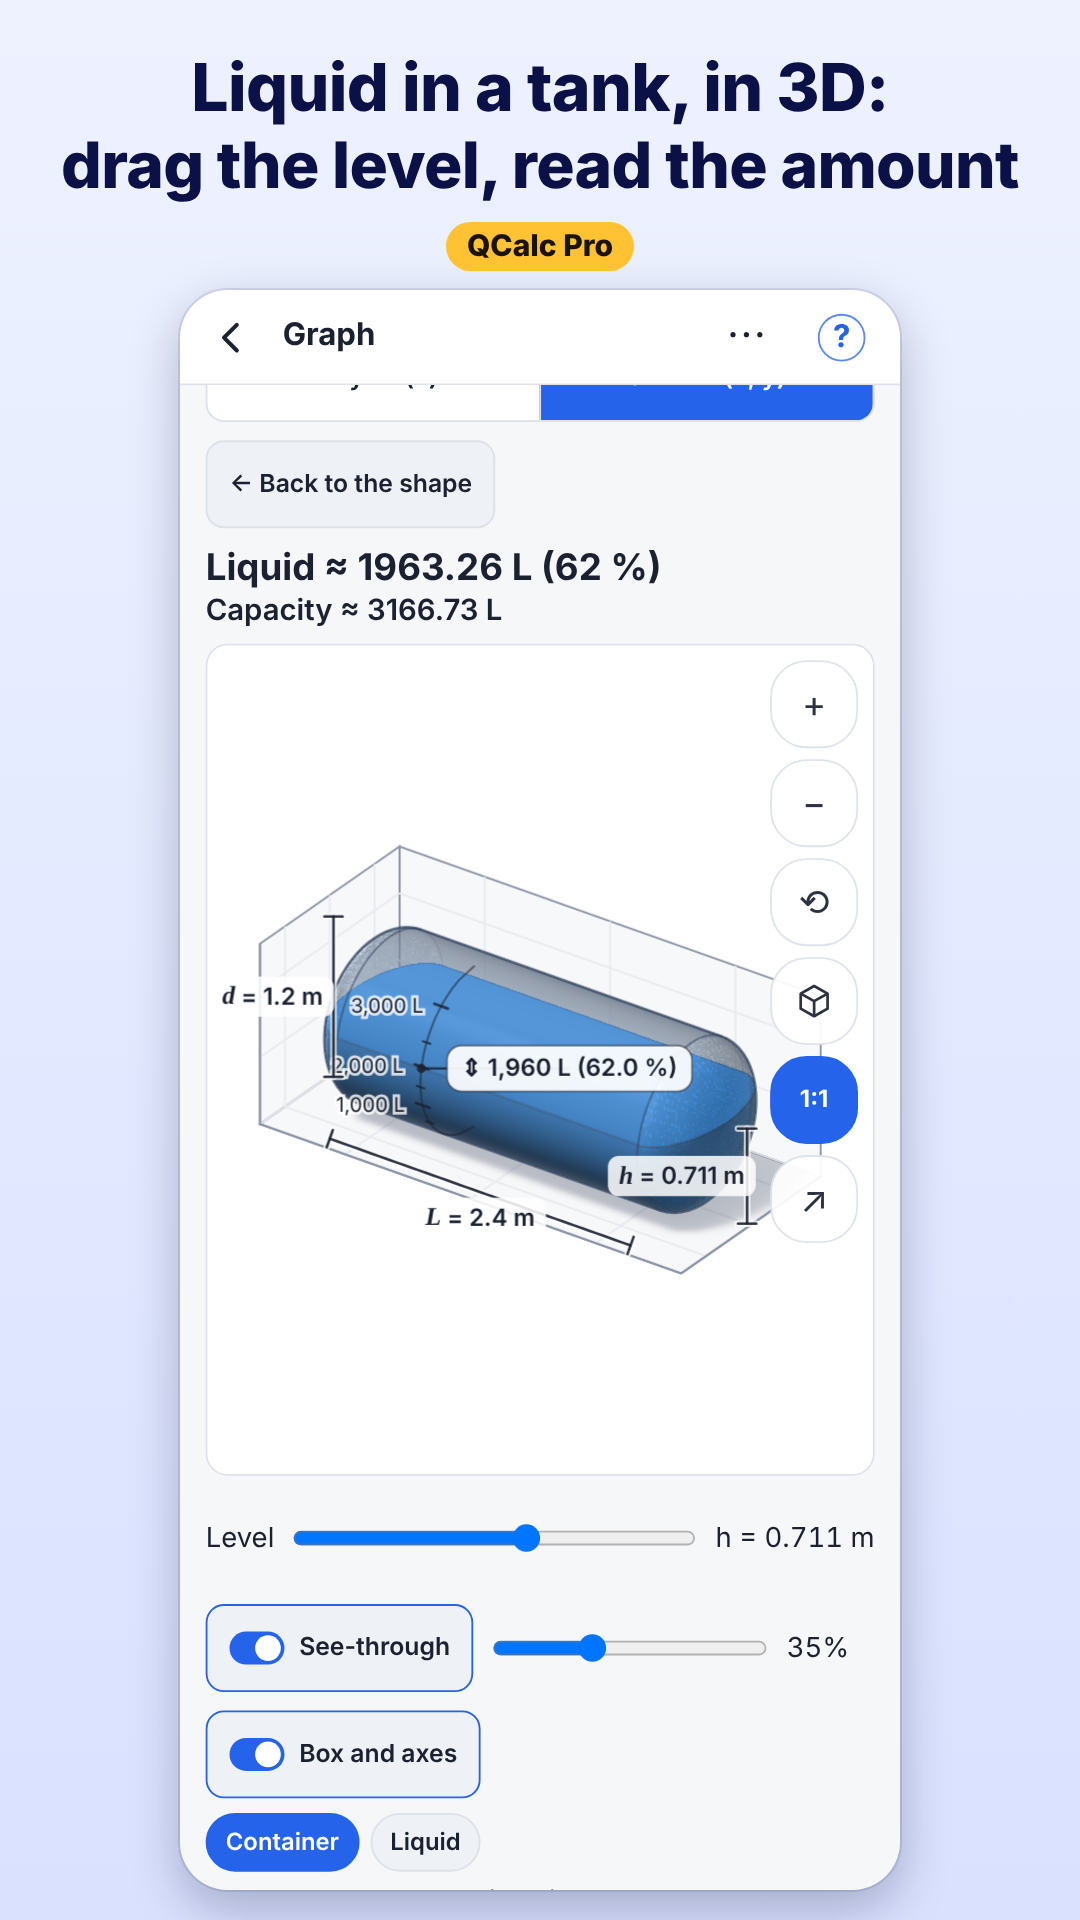 Liquid in a tank, in 3D:
drag the level, read the amount
QCalc Pro
Graph
?
← Back to the shape
Liquid ≈ 1963.26 L (62 %)
Capacity ≈ 3166.73 L
+
−
d = 1.2 m
3,000 L
2,000 L
⇕ 1,960 L (62.0 %)
1:1
1,000 L
h = 0.711 m
L = 2.4 m
Level
h = 0.711 m
See-through
35%
Box and axes
Container
Liquid